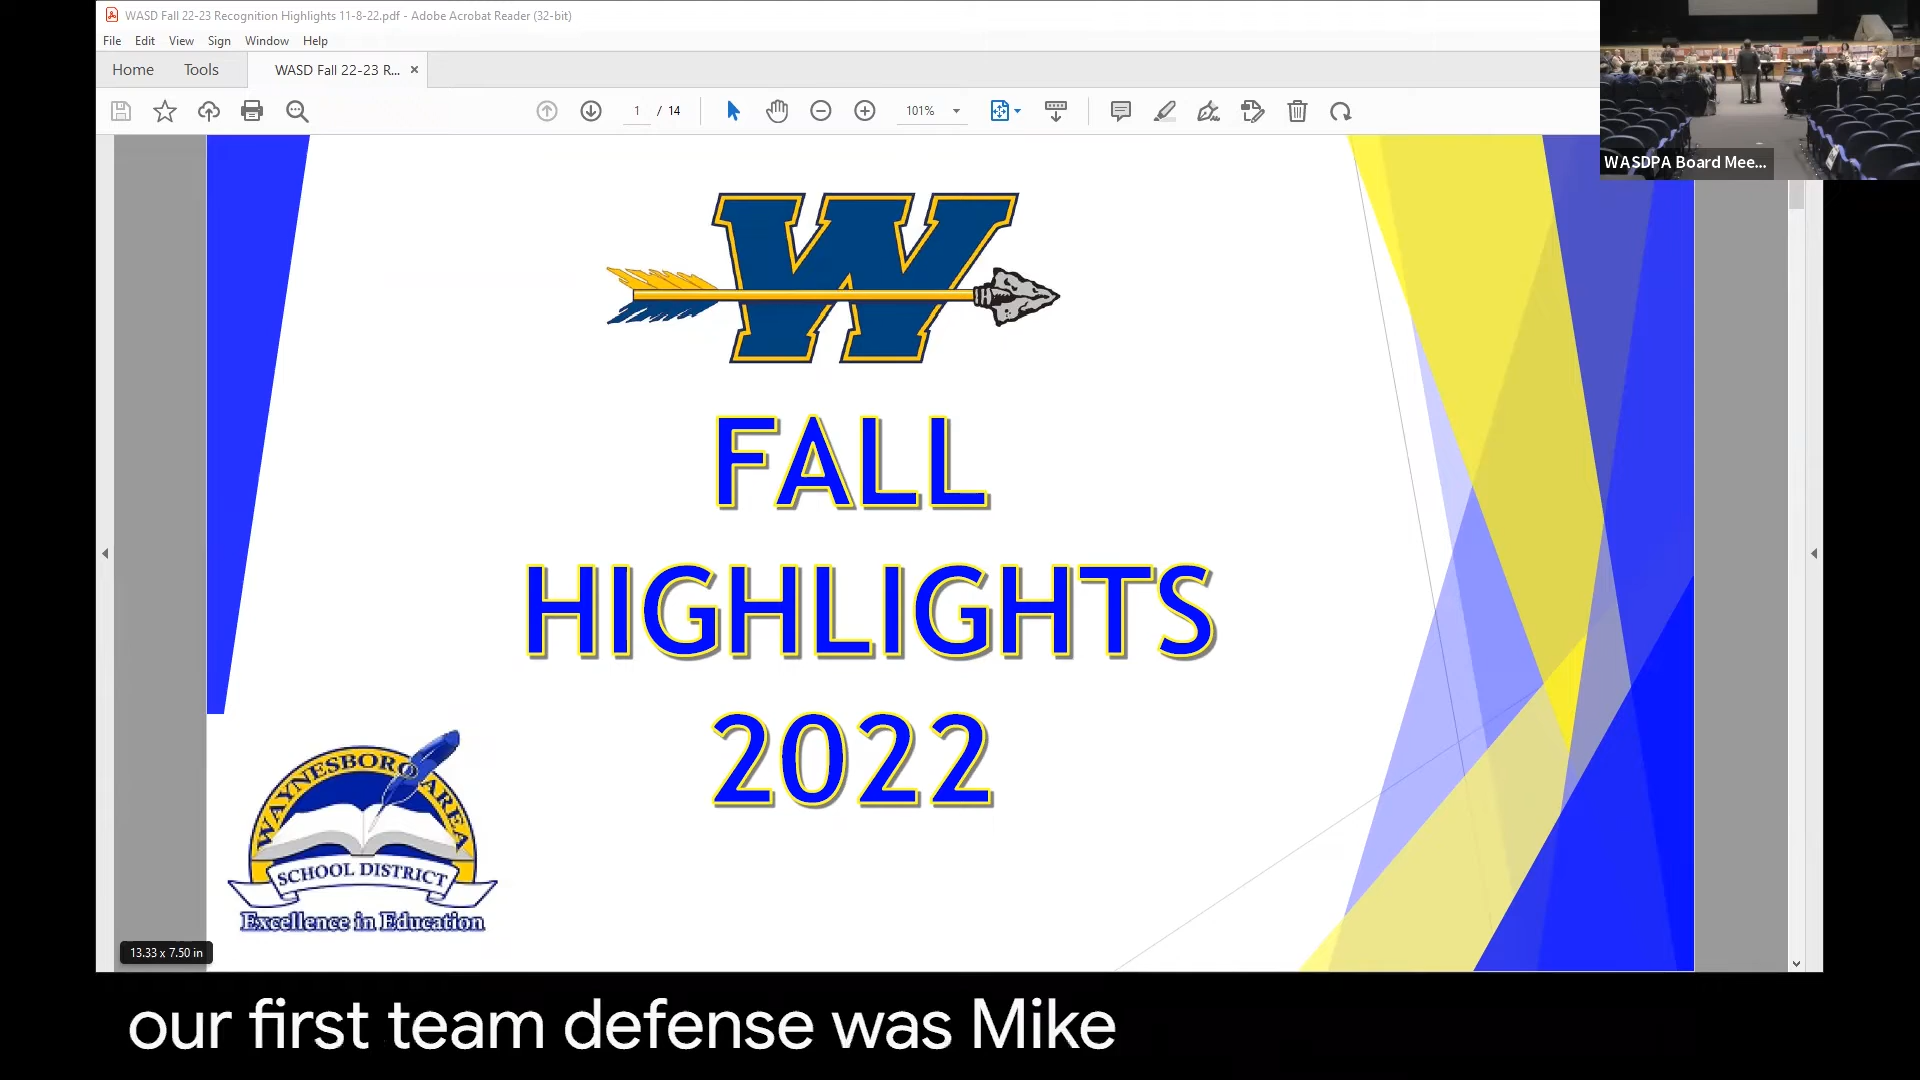 WASD Fall 22-23 Recognition Highlights 11-8-22.pdf - Adobe Acrobat Reader (32-bit)
File Edit View Sign Window Help
Home Tools WASD Fall 22-23 R... ×
1 / 14 101%
WASDPA Board Mee...
W
FALL
HIGHLIGHTS
2022
WAYNESBORO AREA
SCHOOL DISTRICT
Excellence in Education
13.33 x 7.50 in
our first team defense was Mike